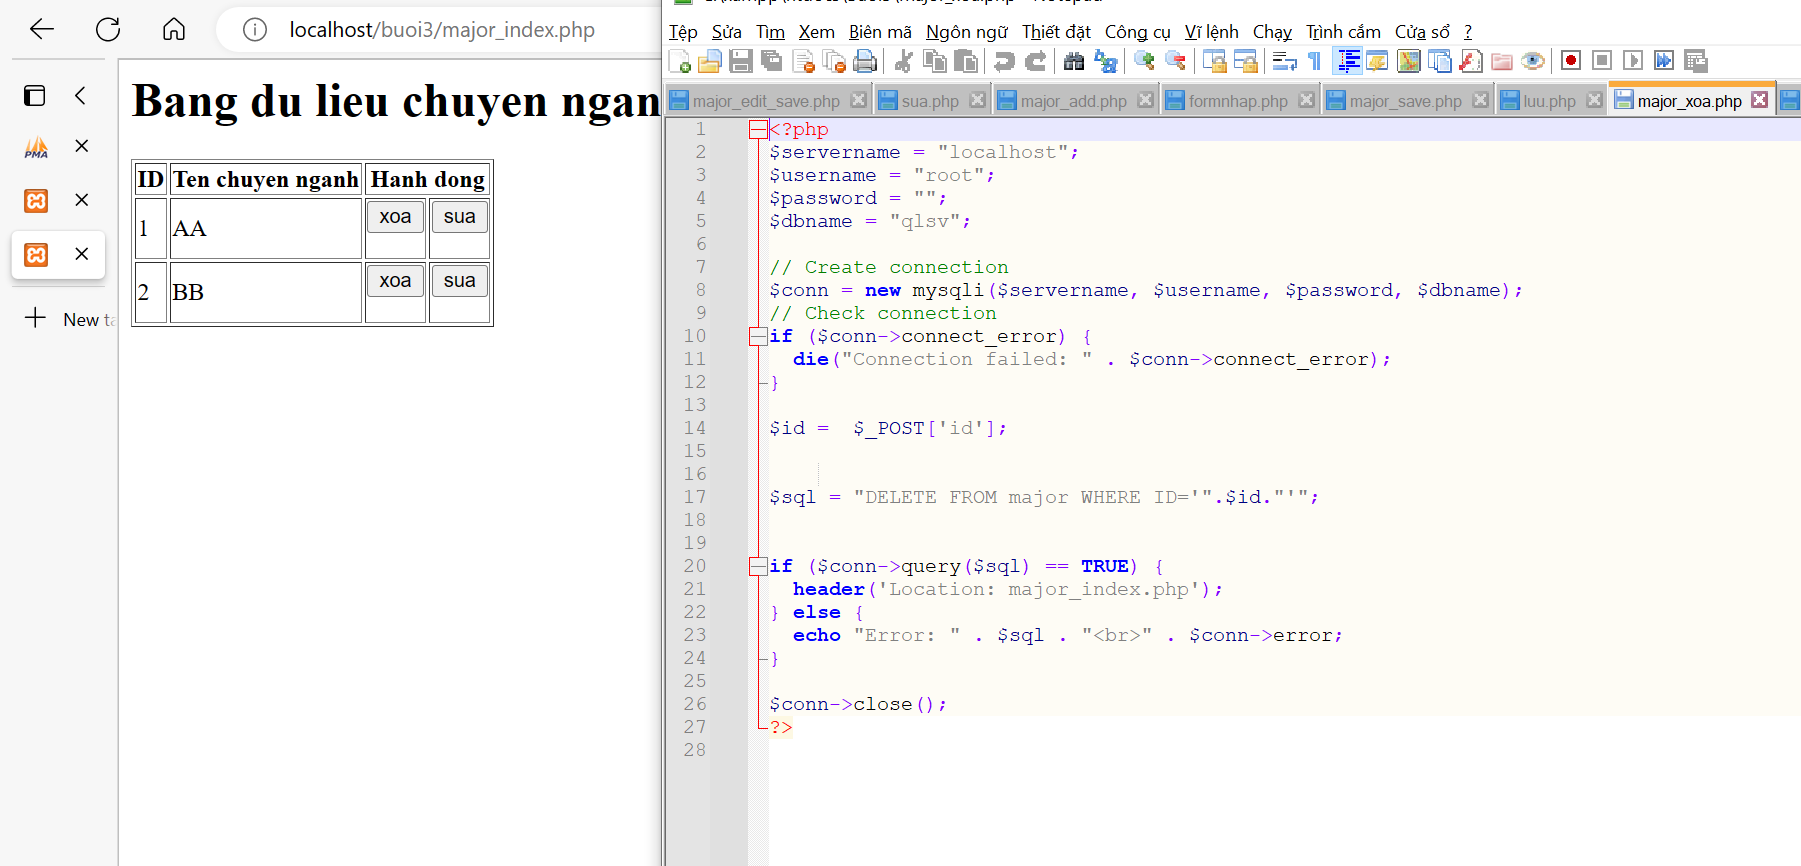 localhost/buoi3/major_index.php
PMA
New ta
Bang du lieu chuyen ngan
ID Ten chuyen nganh Hanh dong
1 AA xoa sua
2 BB xoa sua
Tệp Sửa Tìm Xem Biên mã Ngôn ngữ Thiết đặt Công cụ Vĩ lệnh Chạy Trình cắm Cửa sổ ?
major_edit_save.php sua.php major_add.php formnhap.php major_save.php luu.php major_xoa.php
1 <?php
2 $servername = "localhost";
3 $username = "root";
4 $password = "";
5 $dbname = "qlsv";
6
7 // Create connection
8 $conn = new mysqli($servername, $username, $password, $dbname);
9 // Check connection
10 if ($conn->connect_error) {
11 die("Connection failed: " . $conn->connect_error);
12 }
13
14 $id =  $_POST['id'];
15
16
17 $sql = "DELETE FROM major WHERE ID='".$id."'";
18
19
20 if ($conn->query($sql) == TRUE) {
21 header('Location: major_index.php');
22 } else {
23 echo "Error: " . $sql . "<br>" . $conn->error;
24 }
25
26 $conn->close();
27 ?>
28